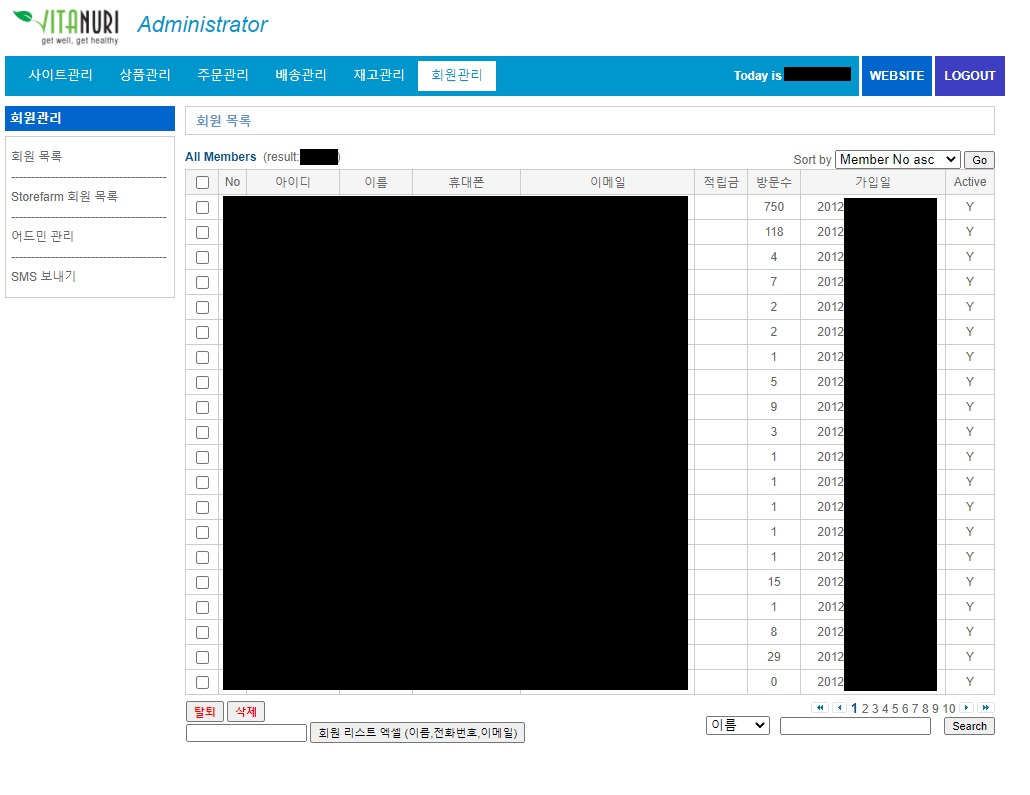 VITANURI
get well, get healthy
Administrator
사이트관리 상품관리 주문관리 배송관리 재고관리 회원관리 Today is WEBSITE LOGOUT
회원관리
회원 목록
Storefarm 회원 목록
어드민 관리
SMS 보내기
회원 목록
All Members (result: )
Sort by Member No asc Go
No 아이디 이름 휴대폰 이메일 적립금 방문수 가입일 Active
750 2012 Y
118 2012 Y
4 2012 Y
7 2012 Y
2 2012 Y
2 2012 Y
1 2012 Y
5 2012 Y
9 2012 Y
3 2012 Y
1 2012 Y
1 2012 Y
1 2012 Y
1 2012 Y
1 2012 Y
15 2012 Y
1 2012 Y
8 2012 Y
29 2012 Y
0 2012 Y
탈퇴 삭제
1 2 3 4 5 6 7 8 9 10
회원 리스트 엑셀 (이름,전화번호,이메일)
이름 Search